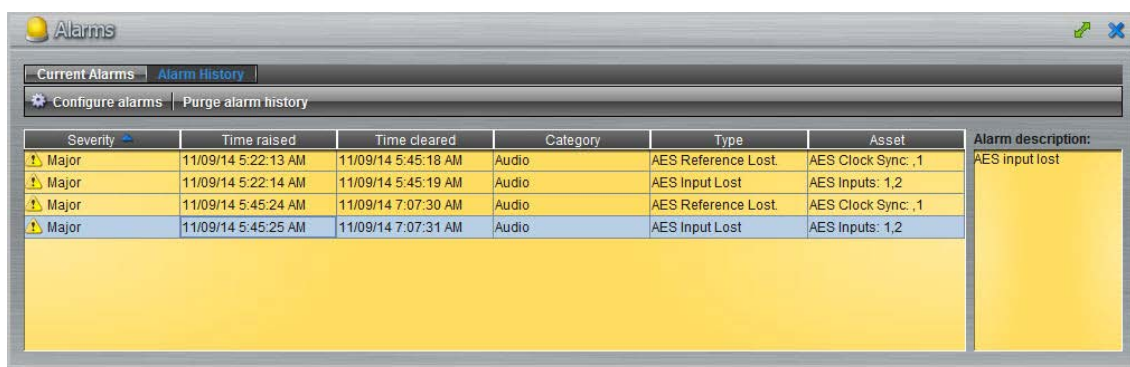 Alarms
Current Alarms Alarm History
Configure alarms Purge alarm history
Severity Time raised Time cleared Category Type Asset Alarm description:
Major 11/09/14 5:22:13 AM 11/09/14 5:45:18 AM Audio AES Reference Lost. AES Clock Sync: ,1 AES input lost
Major 11/09/14 5:22:14 AM 11/09/14 5:45:19 AM Audio AES Input Lost AES Inputs: 1,2
Major 11/09/14 5:45:24 AM 11/09/14 7:07:30 AM Audio AES Reference Lost. AES Clock Sync: ,1
Major 11/09/14 5:45:25 AM 11/09/14 7:07:31 AM Audio AES Input Lost AES Inputs: 1,2